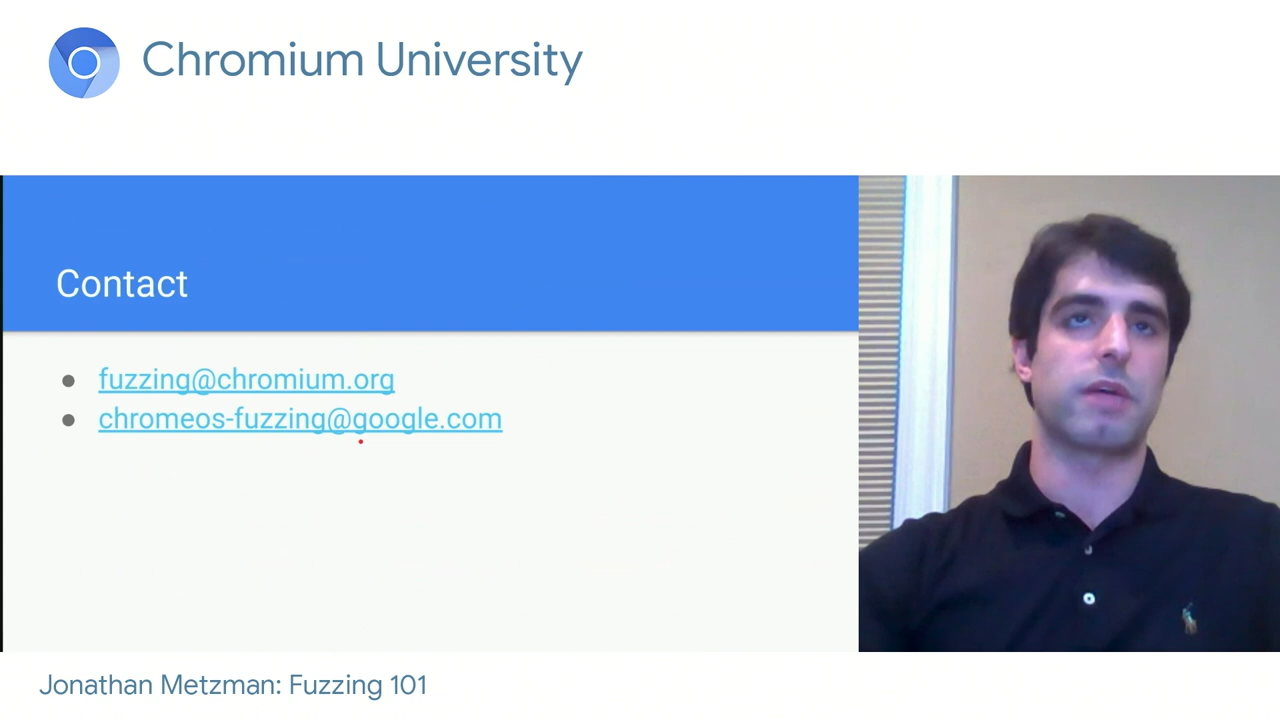 Chromium University
Contact
fuzzing@chromium.org
chromeos-fuzzing@google.com
Jonathan Metzman: Fuzzing 101